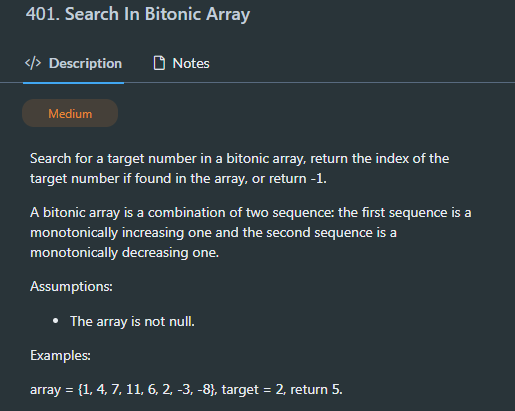 401. Search In Bitonic Array
</> Description
Notes
Medium
Search for a target number in a bitonic array, return the index of the
target number if found in the array, or return -1.
A bitonic array is a combination of two sequence: the first sequence is a
monotonically increasing one and the second sequence is a
monotonically decreasing one.
Assumptions:
• The array is not null.
Examples:
array = {1, 4, 7, 11, 6, 2, -3, -8}, target = 2, return 5.